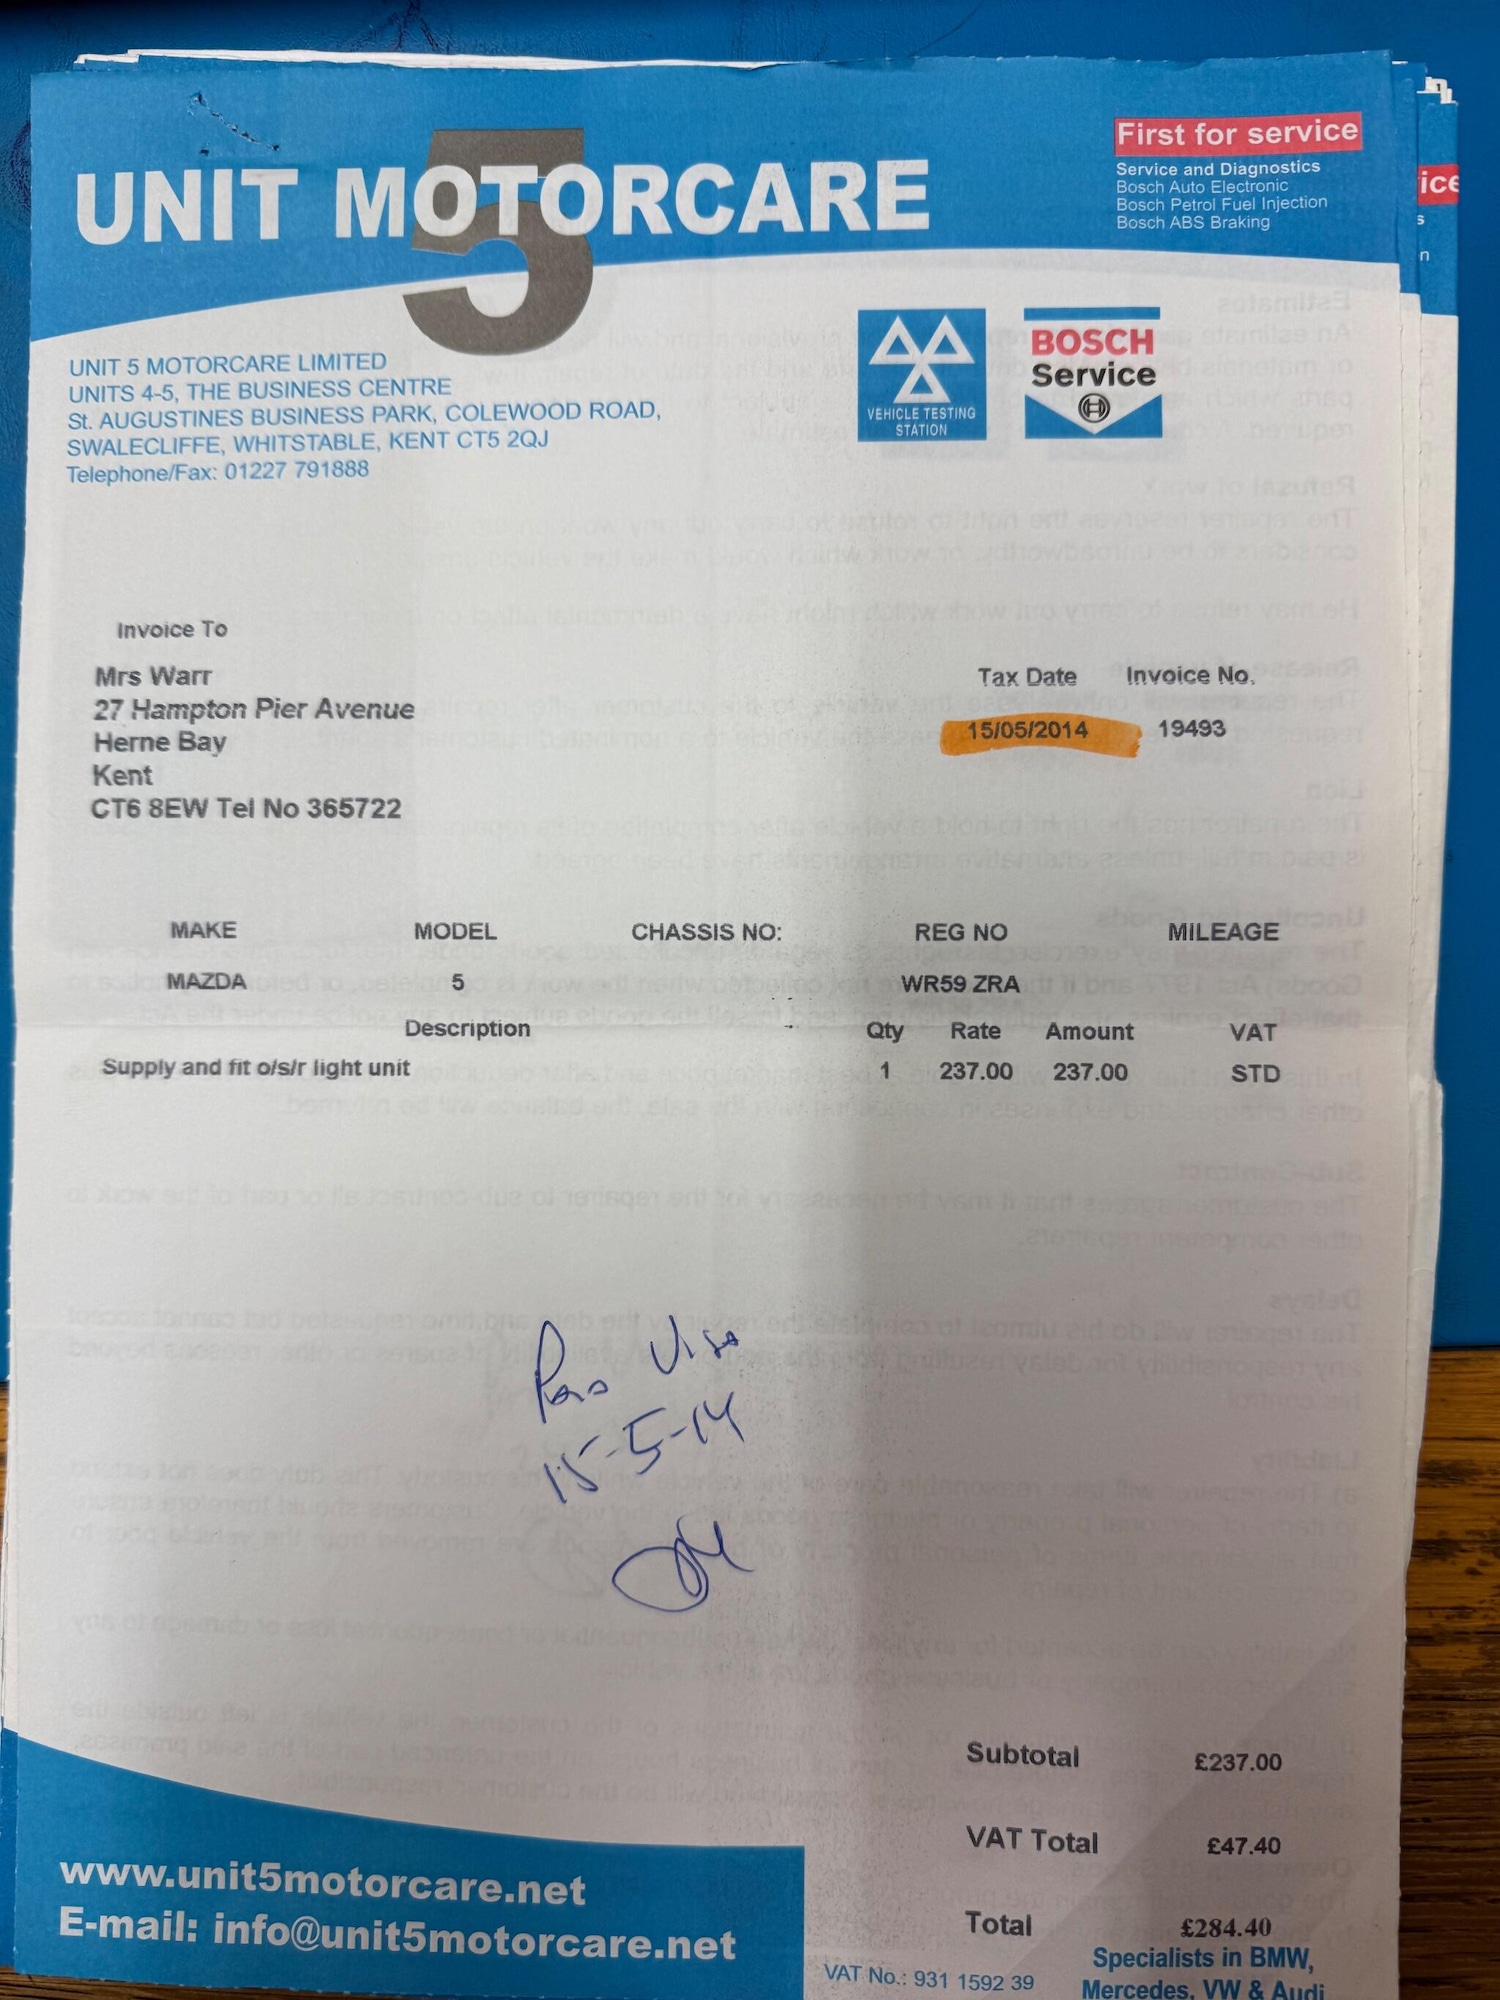 First for service
Service and Diagnostics
Bosch Auto Electronic
Bosch Petrol Fuel Injection
Bosch ABS Braking
UNIT 5 MOTORCARE
UNIT 5 MOTORCARE LIMITED
UNITS 4-5, THE BUSINESS CENTRE
St. AUGUSTINES BUSINESS PARK, COLEWOOD ROAD,
SWALECLIFFE, WHITSTABLE, KENT CT5 2QJ
Telephone/Fax: 01227 791888
VEHICLE TESTING
STATION
BOSCH
Service
Invoice To
Mrs Warr
27 Hampton Pier Avenue
Herne Bay
Kent
CT6 8EW Tel No 365722
Tax Date Invoice No.
15/05/2014 19493
MAKE MODEL CHASSIS NO: REG NO MILEAGE
MAZDA 5 WR59 ZRA
Description Qty Rate Amount VAT
Supply and fit o/s/r light unit 1 237.00 237.00 STD
Visa
15-5-14
Subtotal £237.00
VAT Total £47.40
Total £284.40
www.unit5motorcare.net
E-mail: info@unit5motorcare.net
VAT No.: 931 1592 39
Specialists in BMW,
Mercedes, VW & Audi